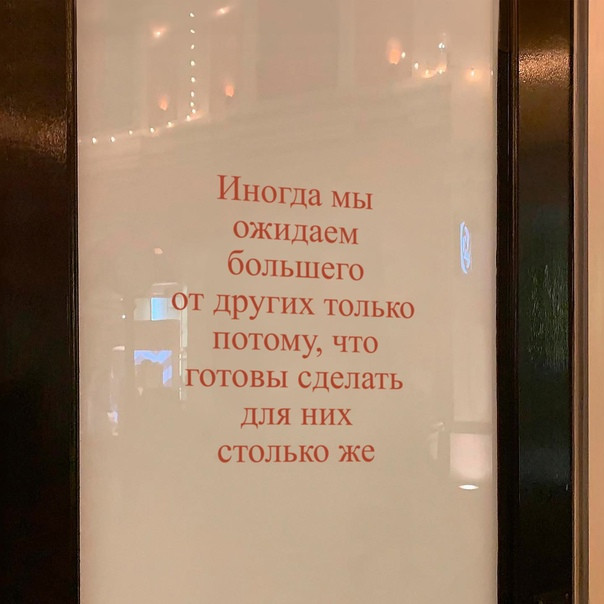 Иногда мы
ожидаем
большего
от других только
потому, что
готовы сделать
для них
столько же